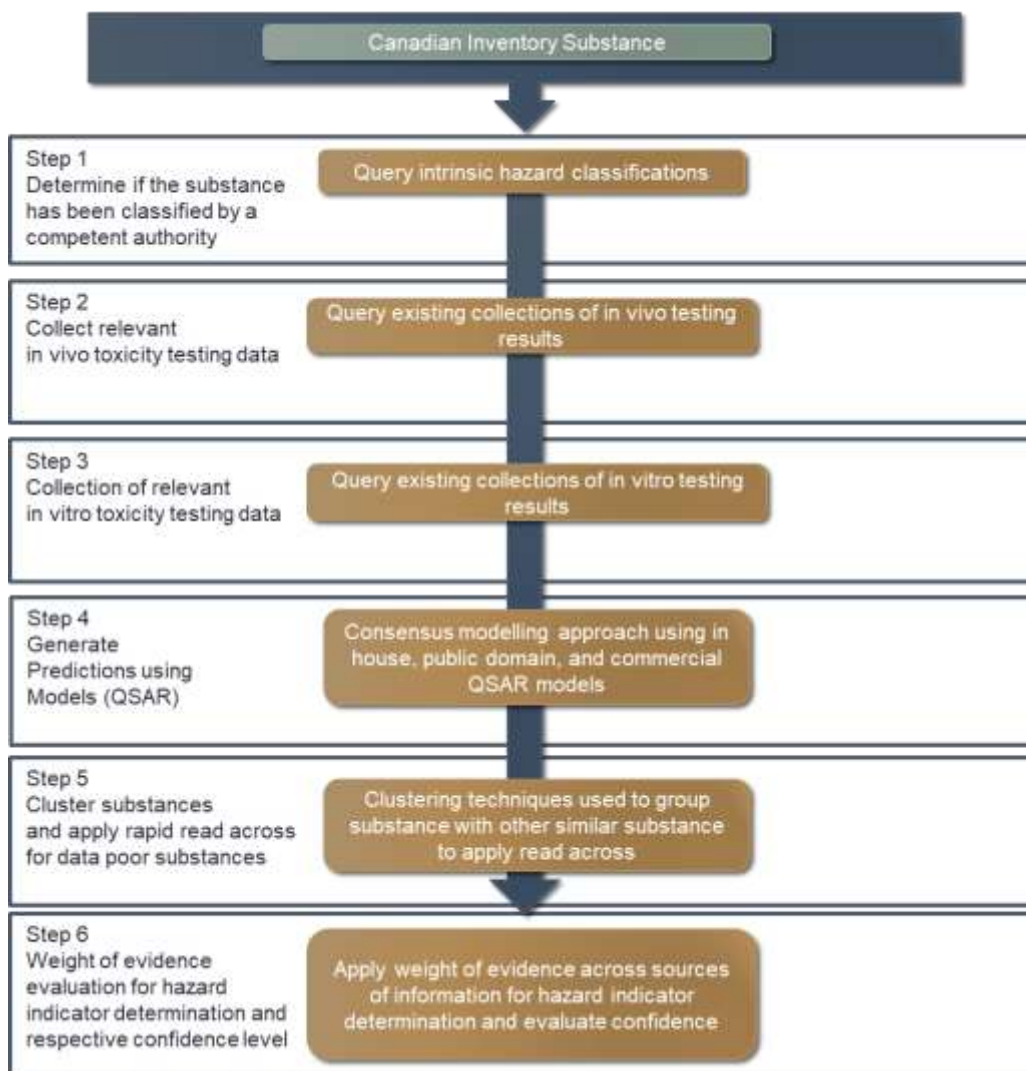 Canadian Inventory Substance
Step 1
Determine if the substance
has been classified by a
competent authority
Query intrinsic hazard classifications
Step 2
Collect relevant
in vivo toxicity testing data
Query existing collections of in vivo testing
results
Step 3
Collection of relevant
in vitro toxicity testing data
Query existing collections of in vitro testing
results
Step 4
Generate
Predictions using
Models (QSAR)
Consensus modelling approach using in
house, public domain, and commercial
QSAR models
Step 5
Cluster substances
and apply rapid read across
for data poor substances
Clustering techniques used to group
substance with other similar substance
to apply read across
Step 6
Weight of evidence
evaluation for hazard
indicator determination and
respective confidence level
Apply weight of evidence across sources
of information for hazard indicator
determination and evaluate confidence